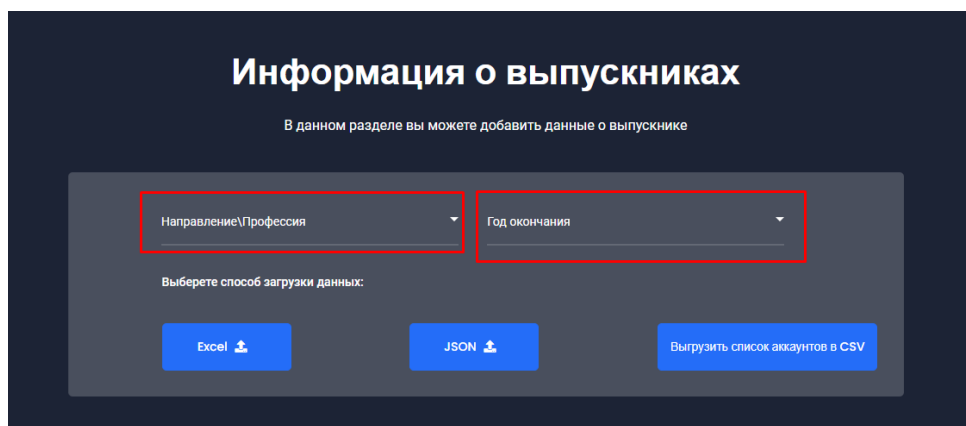 Информация о выпускниках
В данном разделе вы можете добавить данные о выпускнике
Направление\Профессия
Год окончания
Выберете способ загрузки данных:
Excel
JSON
Выгрузить список аккаунтов в CSV